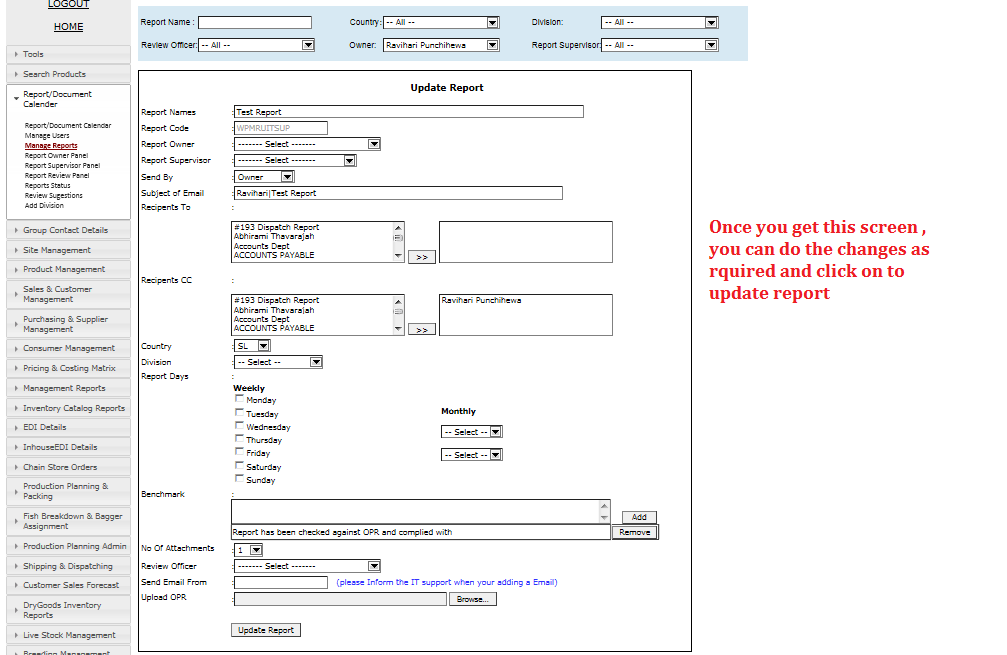 LOGOUT
HOME
Tools
Search Products
Report/Document
Calender
Report/Document Calendar
Manage Users
Manage Reports
Report Owner Panel
Report Supervisor Panel
Report Review Panel
Reports Status
Review Sugestions
Add Division
Group Contact Details
Site Management
Product Management
Sales & Customer
Management
Purchasing & Supplier
Management
Consumer Management
Pricing & Costing Matrix
Management Reports
Inventory Catalog Reports
EDI Details
InhouseEDI Details
Chain Store Orders
Production Planning &
Packing
Fish Breakdown & Bagger
Assignment
Production Planning Admin
Shipping & Dispatching
Customer Sales Forecast
DryGoods Inventory
Reports
Live Stock Management
Breeding Management
Report Name : Country: -- All -- Division: -- All --
Review Officer: -- All -- Owner: Ravihari Punchihewa Report Supervisor: -- All --
Update Report
Report Names : Test Report
Report Code : WPMRUITSUP
Report Owner : ------- Select -------
Report Supervisor : ------- Select -------
Send By : Owner
Subject of Email : Ravihari|Test Report
Recipents To :
#193 Dispatch Report
Abhirami Thavarajah
Accounts Dept
ACCOUNTS PAYABLE
>>
Recipents CC :
#193 Dispatch Report
Abhirami Thavarajah
Accounts Dept
ACCOUNTS PAYABLE
>>
Ravihari Punchihewa
Country : SL
Division : -- Select --
Report Days :
Weekly
Monday
Tuesday
Wednesday
Thursday
Friday
Saturday
Sunday
Monthly
-- Select --
-- Select --
Benchmark :
Add
Report has been checked against OPR and complied with Remove
No Of Attachments : 1
Review Officer : ------- Select -------
Send Email From : (please Inform the IT support when your adding a Email)
Upload OPR : Browse...
Update Report
Once you get this screen ,
you can do the changes as
rquired and click on to
update report